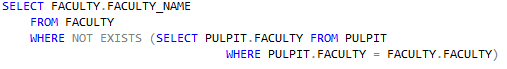 SELECT FACULTY.FACULTY_NAME
FROM FACULTY
WHERE NOT EXISTS (SELECT PULPIT.FACULTY FROM PULPIT
WHERE PULPIT.FACULTY = FACULTY.FACULTY)